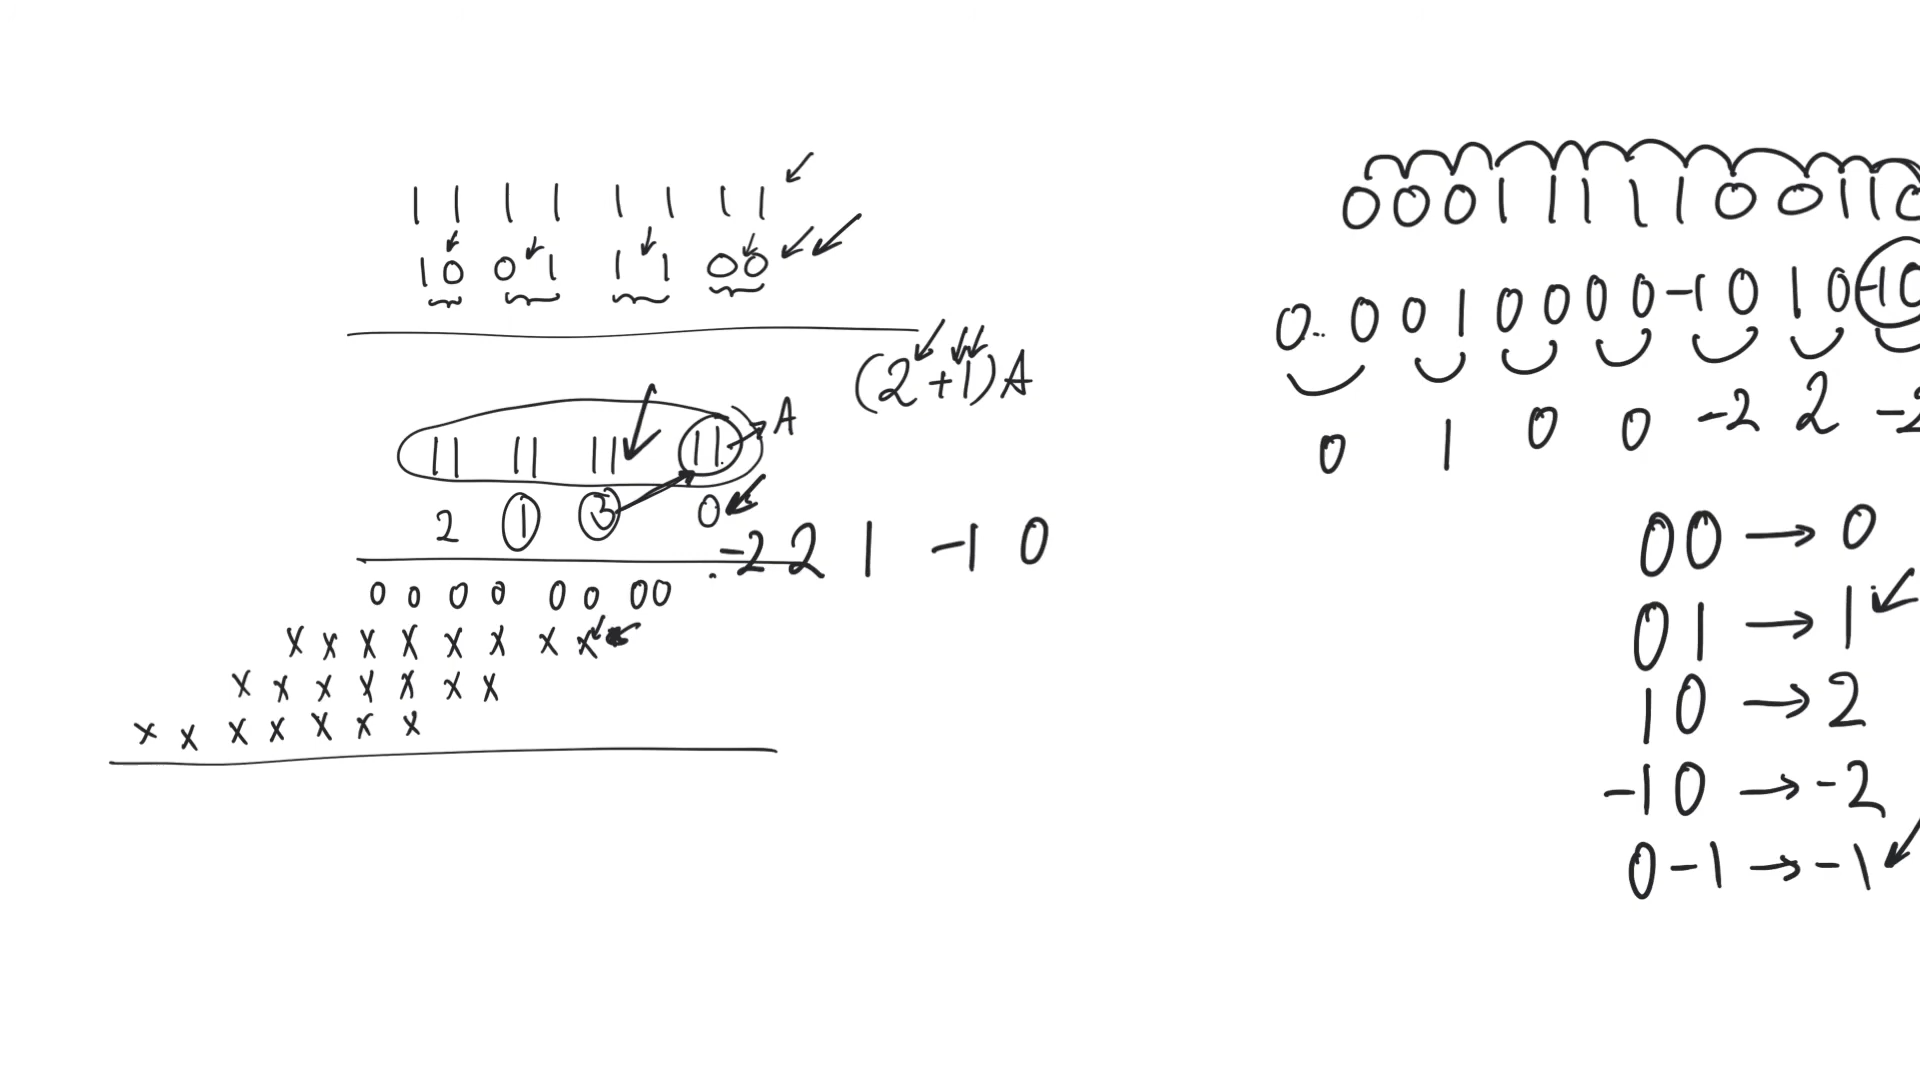 1 1 1 1 1 1 1 1
1 0 0 1 1 1 0 0
(2 + 1) A
11 11 11 11 A
2 1 3 0
-2 2 1 -1 0
0 0 0 0 0 0 0 0
x x x x x x x x
x x x x x x x
x x x x x x x
0 0 0 1 1 1 1 1 0 0 1 1 0
0.. 0 0 1 0 0 0 0 -1 0 1 0 -1 0
0 1 0 0 -2 2 -2
00 → 0
01 → 1
10 → 2
-10 → -2
0-1 → -1